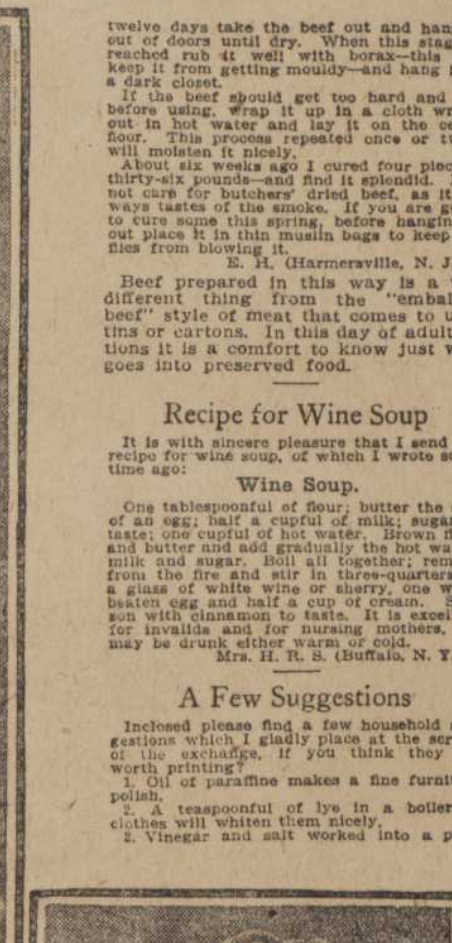 twelve days take the beef out and han
out of doors until dry. When this stag
reached rub it well with borax—this
keep it from getting mouldy—and hang
a dark closet.
If the beef should get too hard and
before using, wrap it up in a cloth wr
out in hot water and lay it on the ce
floor. This process repeated once or tw
will moisten it nicely.
About six weeks ago I cured four piec
thirty-six pounds—and find it splendid.
not care for butchers' dried beef, as it
ways tastes of the smoke. If you are go
to cure some this spring, before hangin
out place it in thin muslin bags to keep
flies from blowing it.
E. H. (Harmersville, N. J
Beef prepared in this way is a
different thing from the "embal
beef" style of meat that comes to u
tins or cartons. In this day of adult
tions it is a comfort to know just w
goes into preserved food.
Recipe for Wine Soup
It is with sincere pleasure that I send
recipe for wine soup, of which I wrote so
time ago:
Wine Soup.
One tablespoonful of flour; butter the
of an egg; half a cupful of milk; sugar
taste; one cupful of hot water. Brown fl
and butter and add gradually the hot wa
milk and sugar. Boil all together; rem
from the fire and stir in three-quarters
a glass of white wine or sherry, one w
beaten egg and half a cup of cream. S
son with cinnamon to taste. It is excel
for invalids and for nursing mothers,
may be drunk either warm or cold.
Mrs. H. R. S. (Buffalo, N. Y.
A Few Suggestions
Inclosed please find a few household s
gestions which I gladly place at the ser
of the exchange, if you think they
worth printing?
1. Oil of paraffine makes a fine furnit
polish.
2. A teaspoonful of lye in a boiler
clothes will whiten them nicely.
3. Vinegar and salt worked into a p